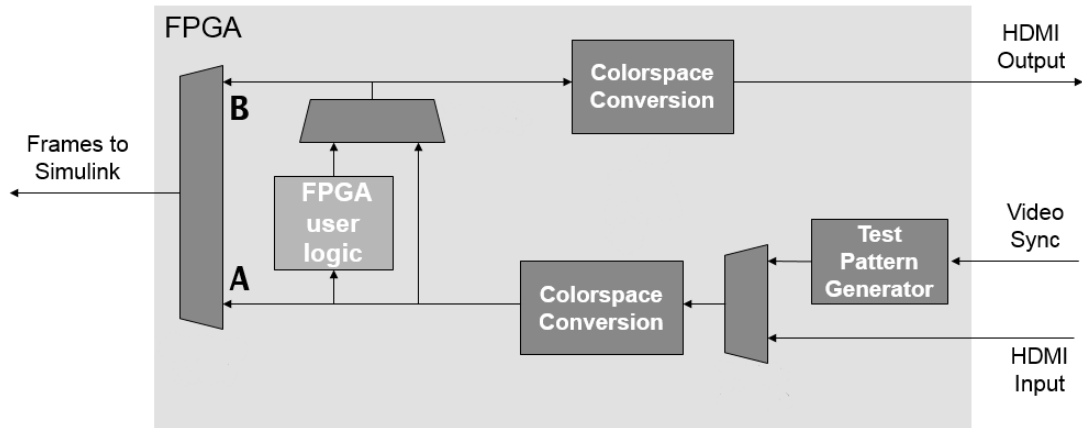 FPGA
HDMI
Output
Colorspace
Conversion
B
Frames to
Simulink
FPGA
user
logic
Video
Sync
Test
Pattern
Generator
A
Colorspace
Conversion
HDMI
Input